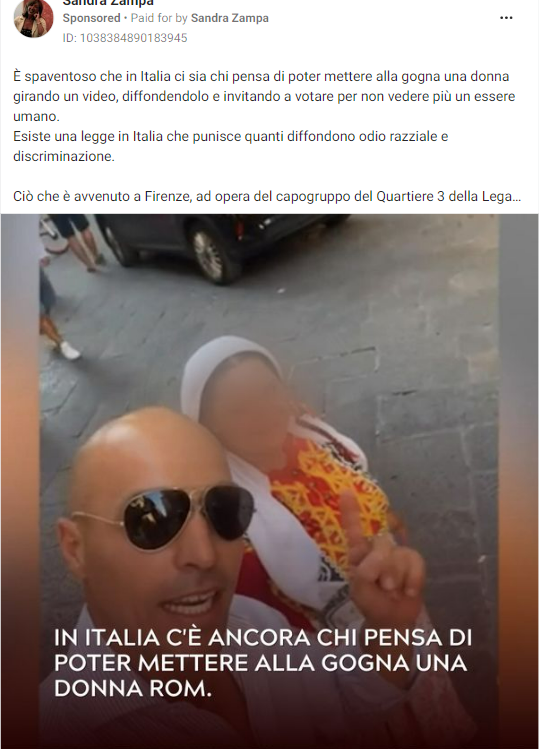 Sandra Zampa
Sponsored • Paid for by Sandra Zampa
ID: 1038384890183945
È spaventoso che in Italia ci sia chi pensa di poter mettere alla gogna una donna
girando un video, diffondendolo e invitando a votare per non vedere più un essere
umano.
Esiste una legge in Italia che punisce quanti diffondono odio razziale e
discriminazione.
Ciò che è avvenuto a Firenze, ad opera del capogruppo del Quartiere 3 della Lega...
IN ITALIA C'È ANCORA CHI PENSA DI
POTER METTERE ALLA GOGNA UNA
DONNA ROM.